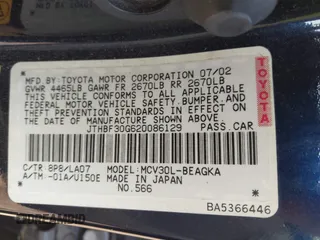 MFD. BY:TOYOTA MOTOR CORPORATION 07/02
GVWR 4465LB GAWR FR 2670LB RR 2670LB
THIS VEHICLE CONFORMS TO ALL APPLICABLE
FEDERAL MOTOR VEHICLE SAFETY,BUMPER,AND
THEFT PREVENTION STANDARDS IN EFFECT ON
THE DATE OF MANUFACTURE SHOWN ABOVE.
JTHBF30G620086129 PASS.CAR
TOYOTA
C/TR: 8P8/LA07 MODEL: MCV30L-BEAGKA
A/TM: -01A/U150E MADE IN JAPAN
NO.566
BA5366446